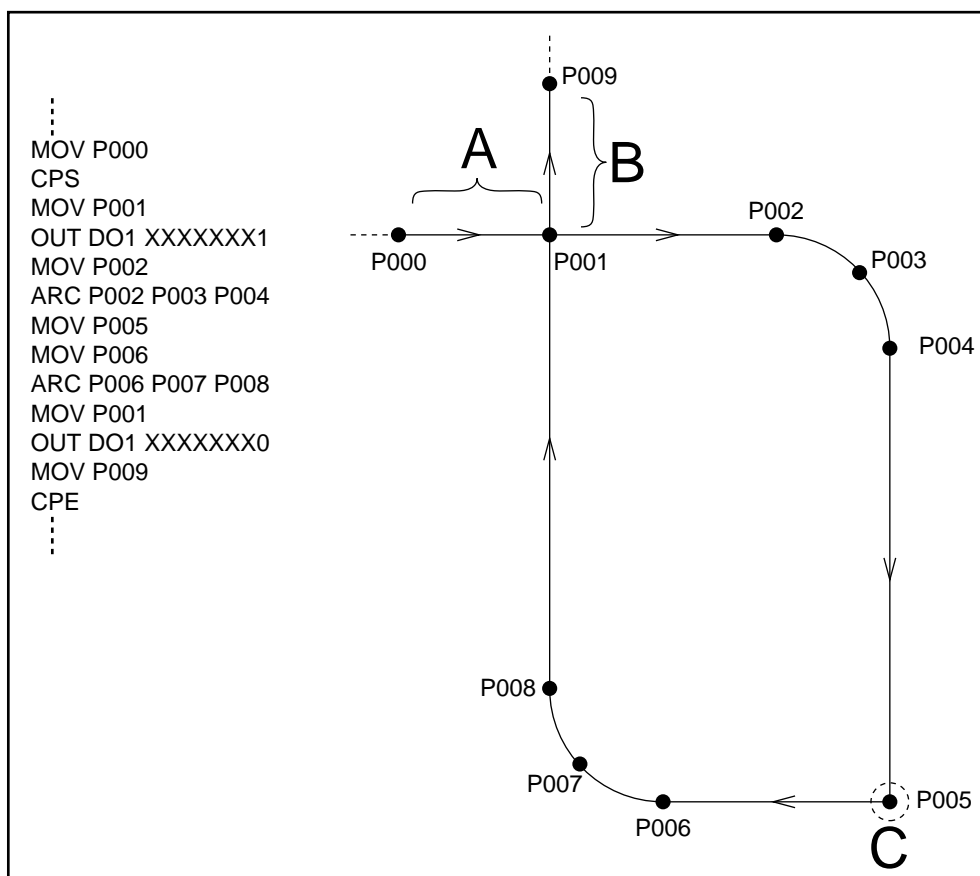 MOV P000
CPS
MOV P001
OUT DO1 XXXXXXX1
MOV P002
ARC P002 P003 P004
MOV P005
MOV P006
ARC P006 P007 P008
MOV P001
OUT DO1 XXXXXXX0
MOV P009
CPE
P009
A
B
P002
P000
P001
P003
P004
P008
P007
P005
P006
C